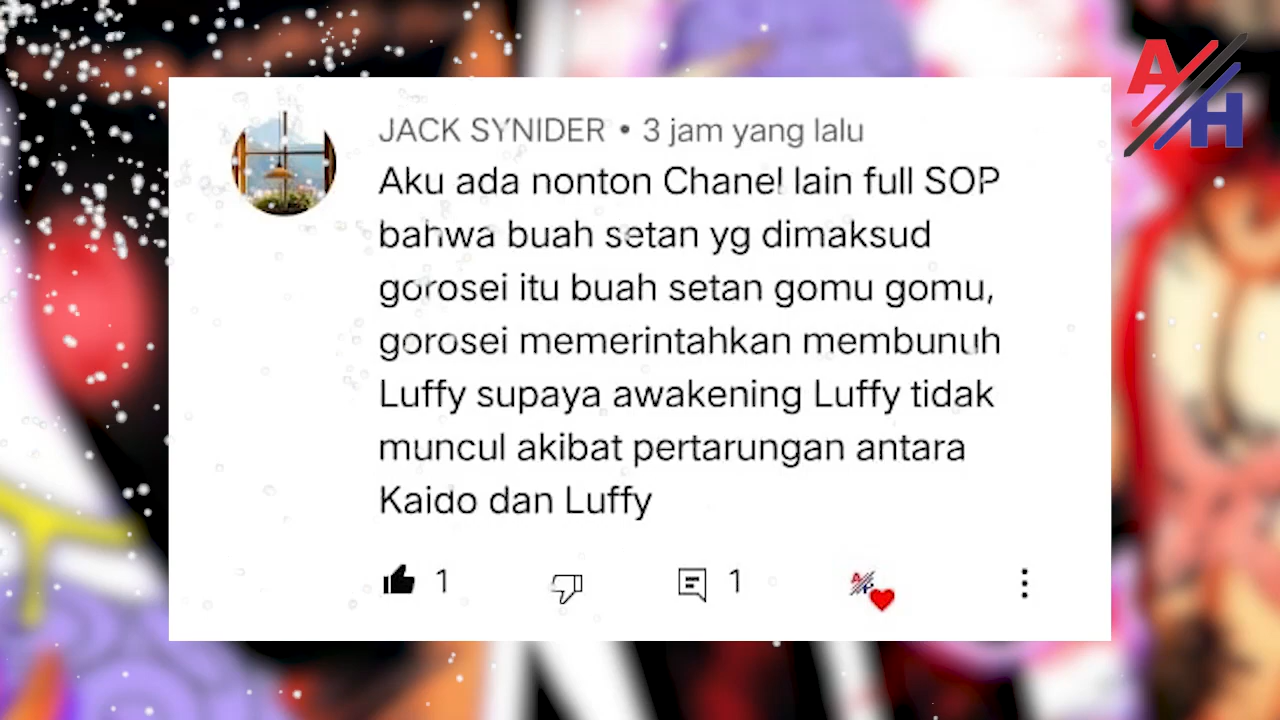 A/H
JACK SYNIDER • 3 jam yang lalu
Aku ada nonton Chanel lain full SOP
bahwa buah setan yg dimaksud
gorosei itu buah setan gomu gomu,
gorosei memerintahkan membunuh
Luffy supaya awakening Luffy tidak
muncul akibat pertarungan antara
Kaido dan Luffy
1 1